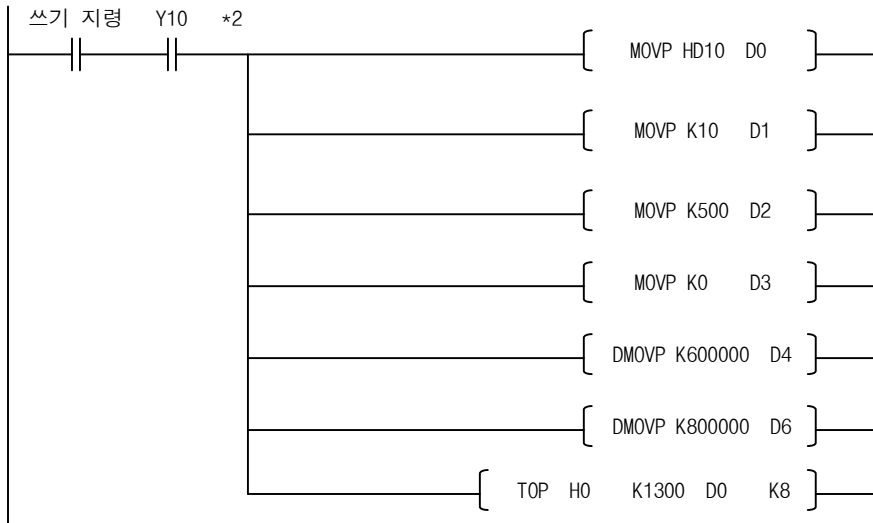 쓰기 지령 Y10 *2
MOVP HD10 D0
MOVP K10 D1
MOVP K500 D2
MOVP K0 D3
DMOVP K600000 D4
DMOVP K800000 D6
TOP H0 K1300 D0 K8